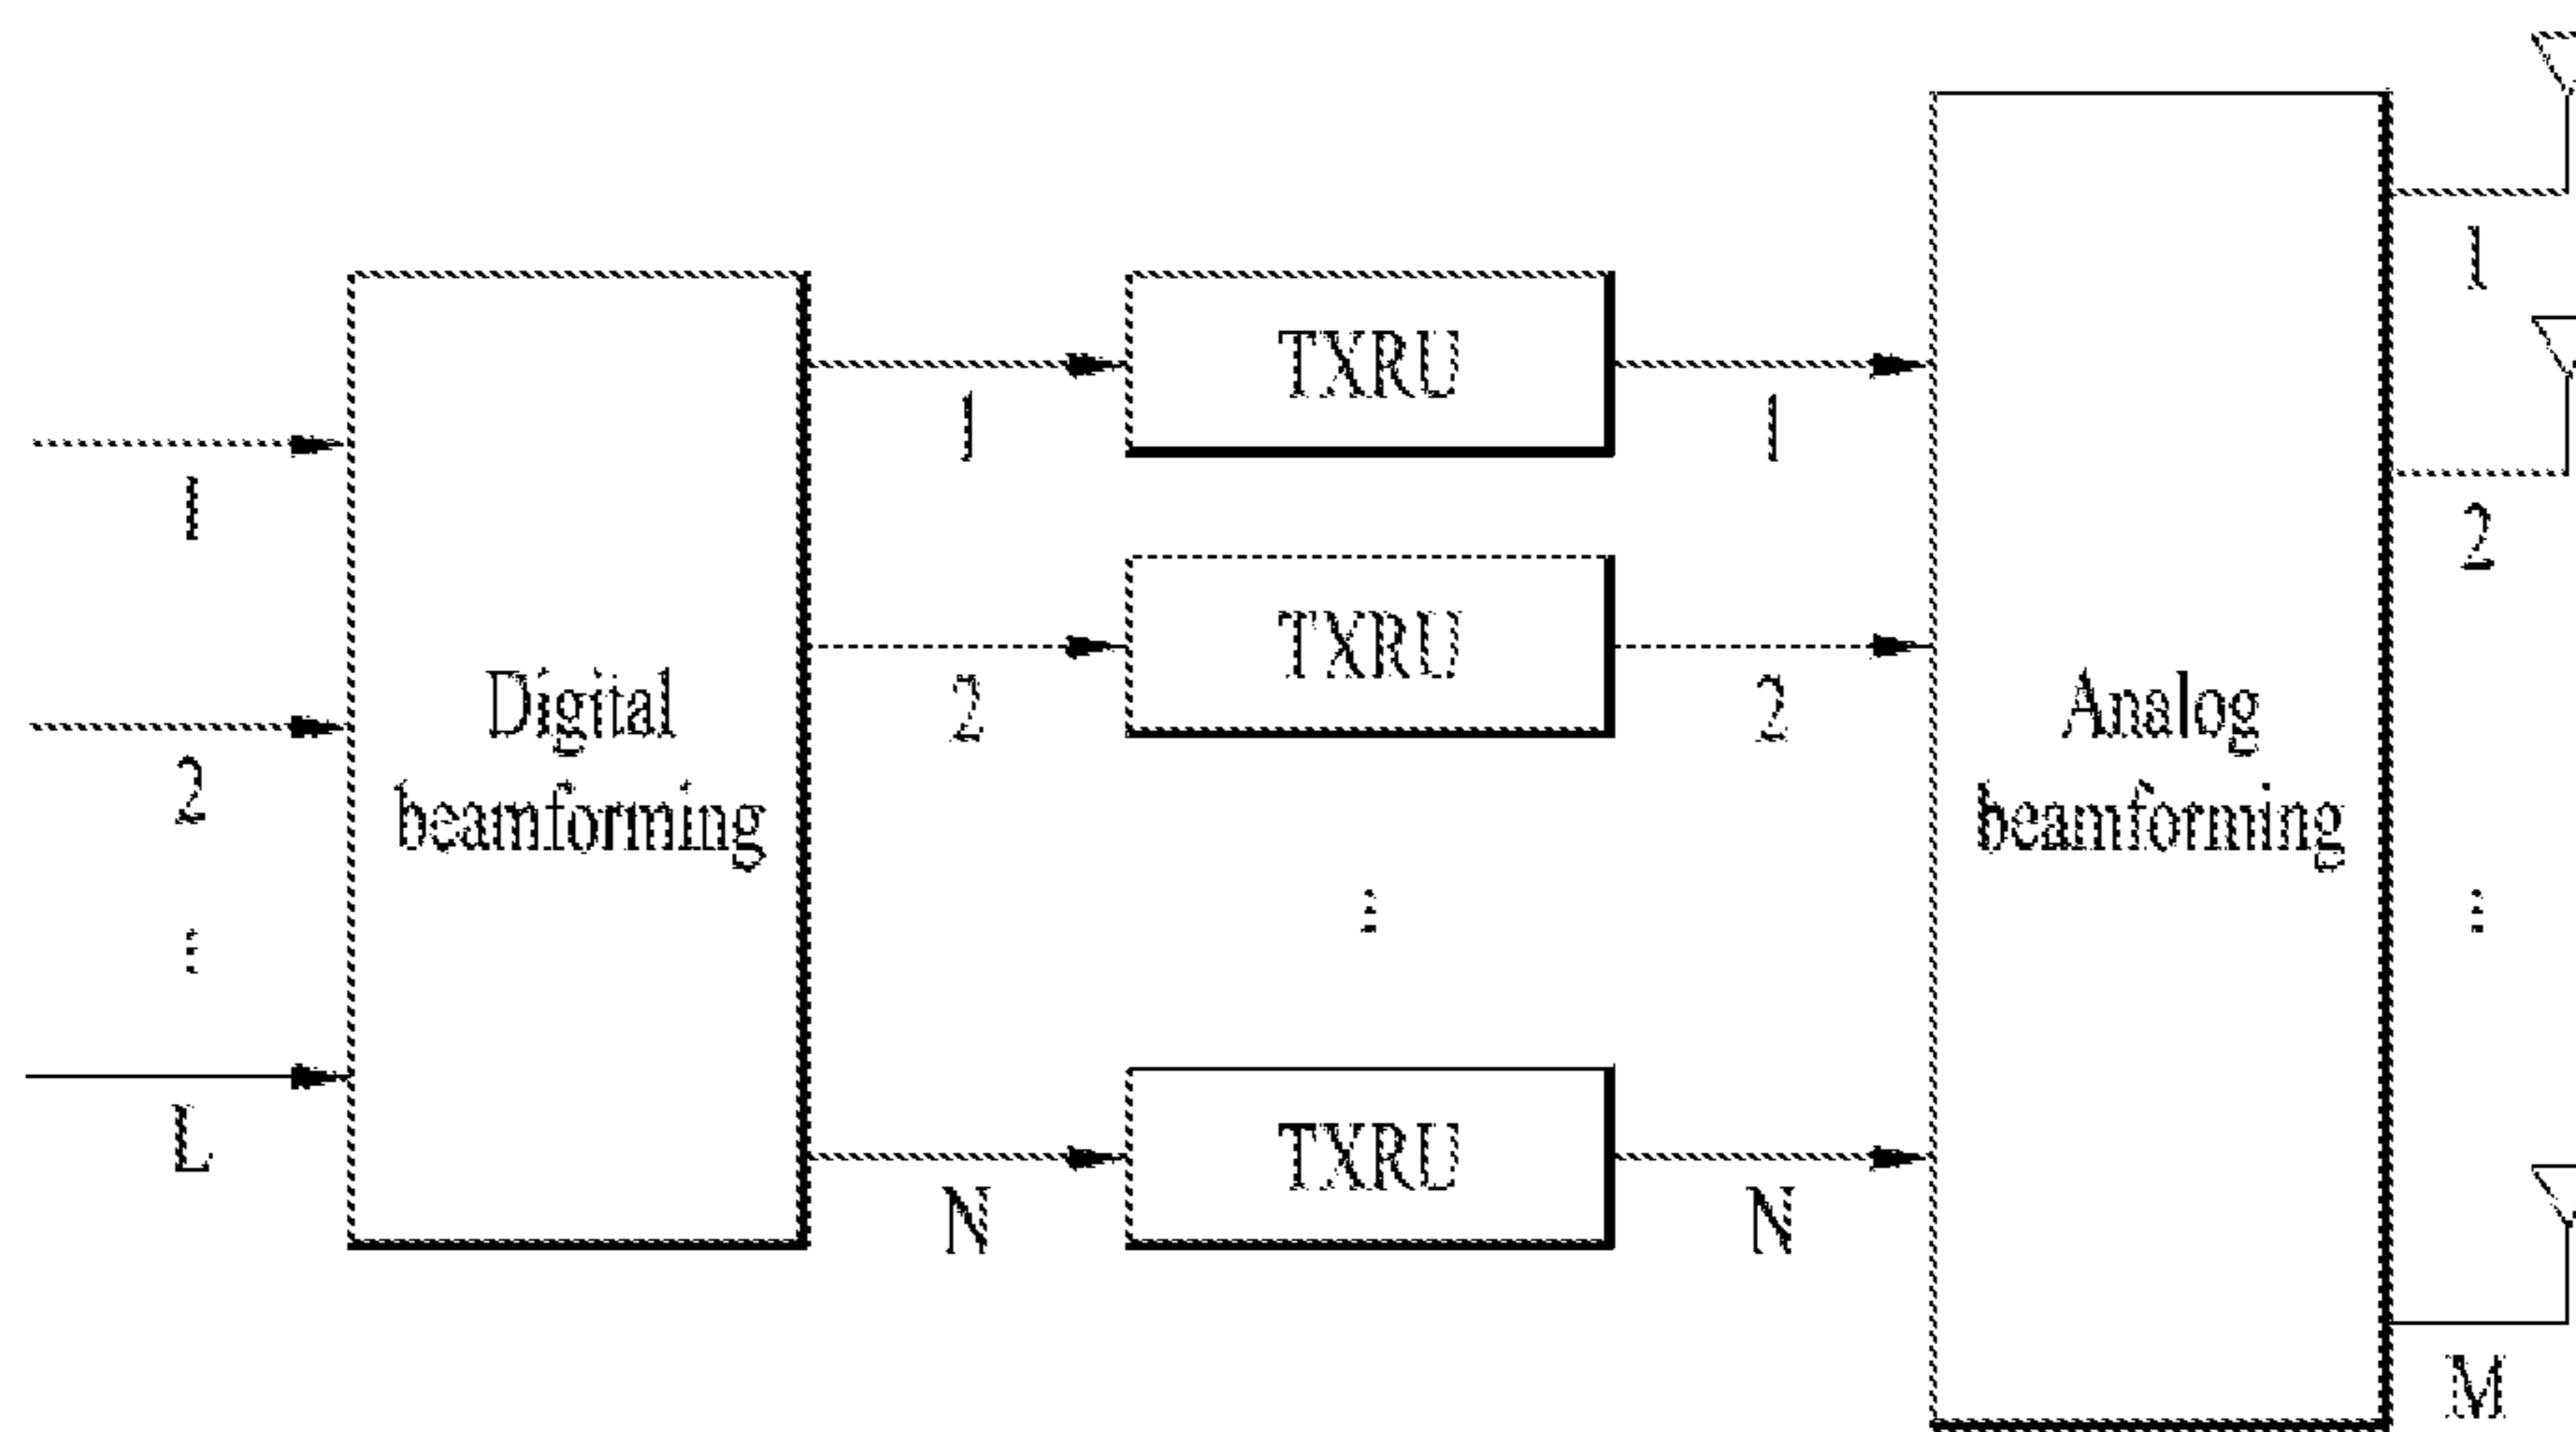 1
2
⋮
L
Digital
beamforming
1
2
N
TXRU
TXRU
⋮
TXRU
1
2
N
Analog
beamforming
1
2
⋮
M